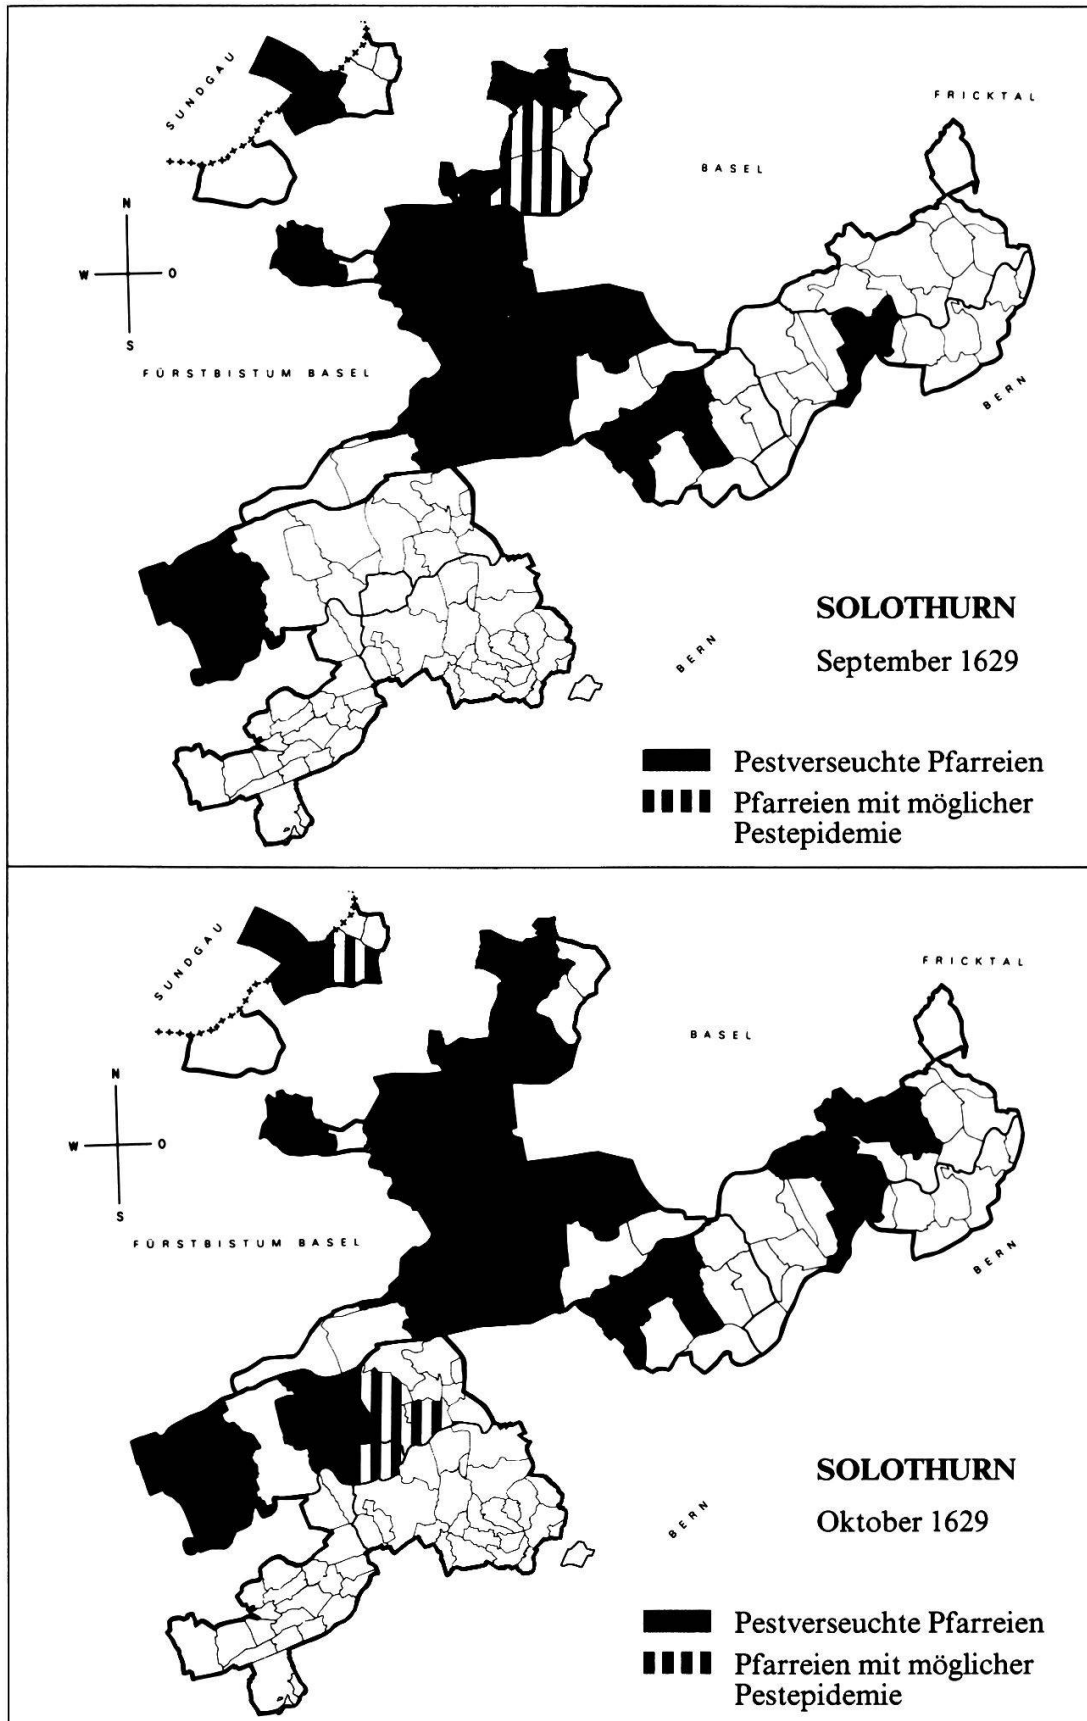 SUNDGAU
FRICKTAL
BASEL
N
W O
S
FÜRSTBISTUM BASEL
BERN
BERN
SOLOTHURN
September 1629
Pestverseuchte Pfarreien
Pfarreien mit möglicher
Pestepidemie
SUNDGAU
FRICKTAL
BASEL
N
W O
S
FÜRSTBISTUM BASEL
BERN
BERN
SOLOTHURN
Oktober 1629
Pestverseuchte Pfarreien
Pfarreien mit möglicher
Pestepidemie